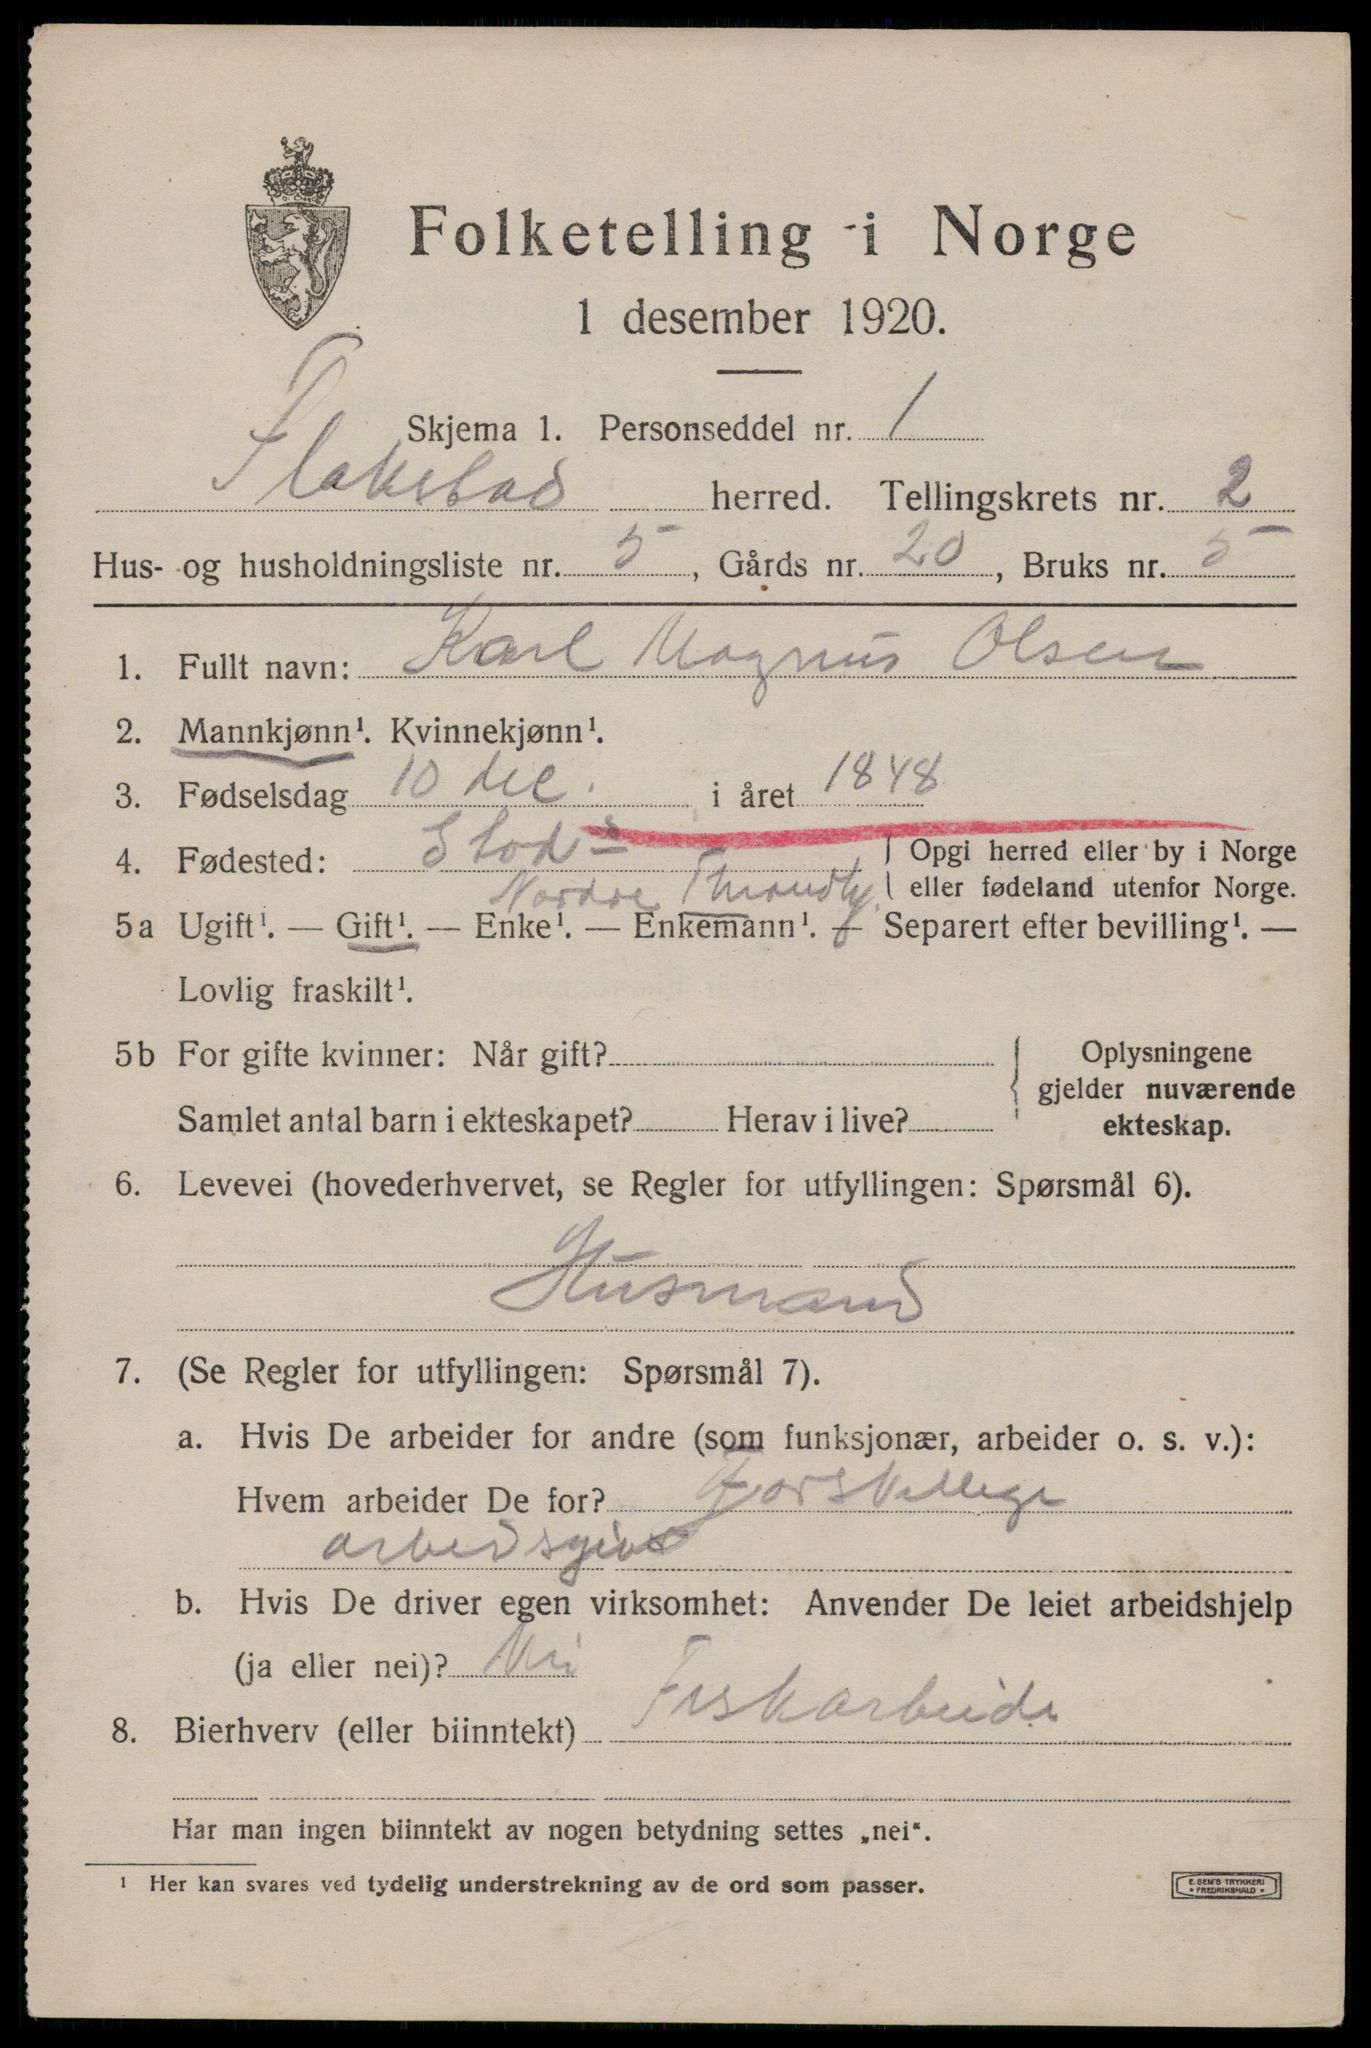 Folketelling i Norge
1 desember 1920.
Skjema 1. Personseddel nr. 1
Flakstad herred. Tellingskrets nr. 2
Hus- og husholdningsliste nr. 5, Gårds nr. 20, Bruks nr. 5
1. Fullt navn: Karl Magnus Olsen
2. Mannkjønn¹. Kvinnekjønn¹.
3. Fødselsdag 10 dec. i året 1848
4. Fødested: Stod Opgi herred eller by i Norge
Nordre Throndhj. eller fødeland utenfor Norge.
5a Ugift¹. — Gift¹. — Enke¹. — Enkemann¹. — Separert efter bevilling¹. —
Lovlig fraskilt¹.
5b For gifte kvinner: Når gift? Oplysningene
gjelder nuværende
Samlet antal barn i ekteskapet? Herav i live? ekteskap.
6. Levevei (hovederhvervet, se Regler for utfyllingen: Spørsmål 6).
Husmand
7. (Se Regler for utfyllingen: Spørsmål 7).
a. Hvis De arbeider for andre (som funksjonær, arbeider o. s. v.):
Hvem arbeider De for? Forskellige
arbeidsgive
b. Hvis De driver egen virksomhet: Anvender De leiet arbeidshjelp
(ja eller nei)? Nei
8. Bierhverv (eller biinntekt) Fiskarbeide
Har man ingen biinntekt av nogen betydning settes „nei“.
¹ Her kan svares ved tydelig understrekning av de ord som passer.
E. SEM'S TRYKKERI
* FREDRIKSHALD *